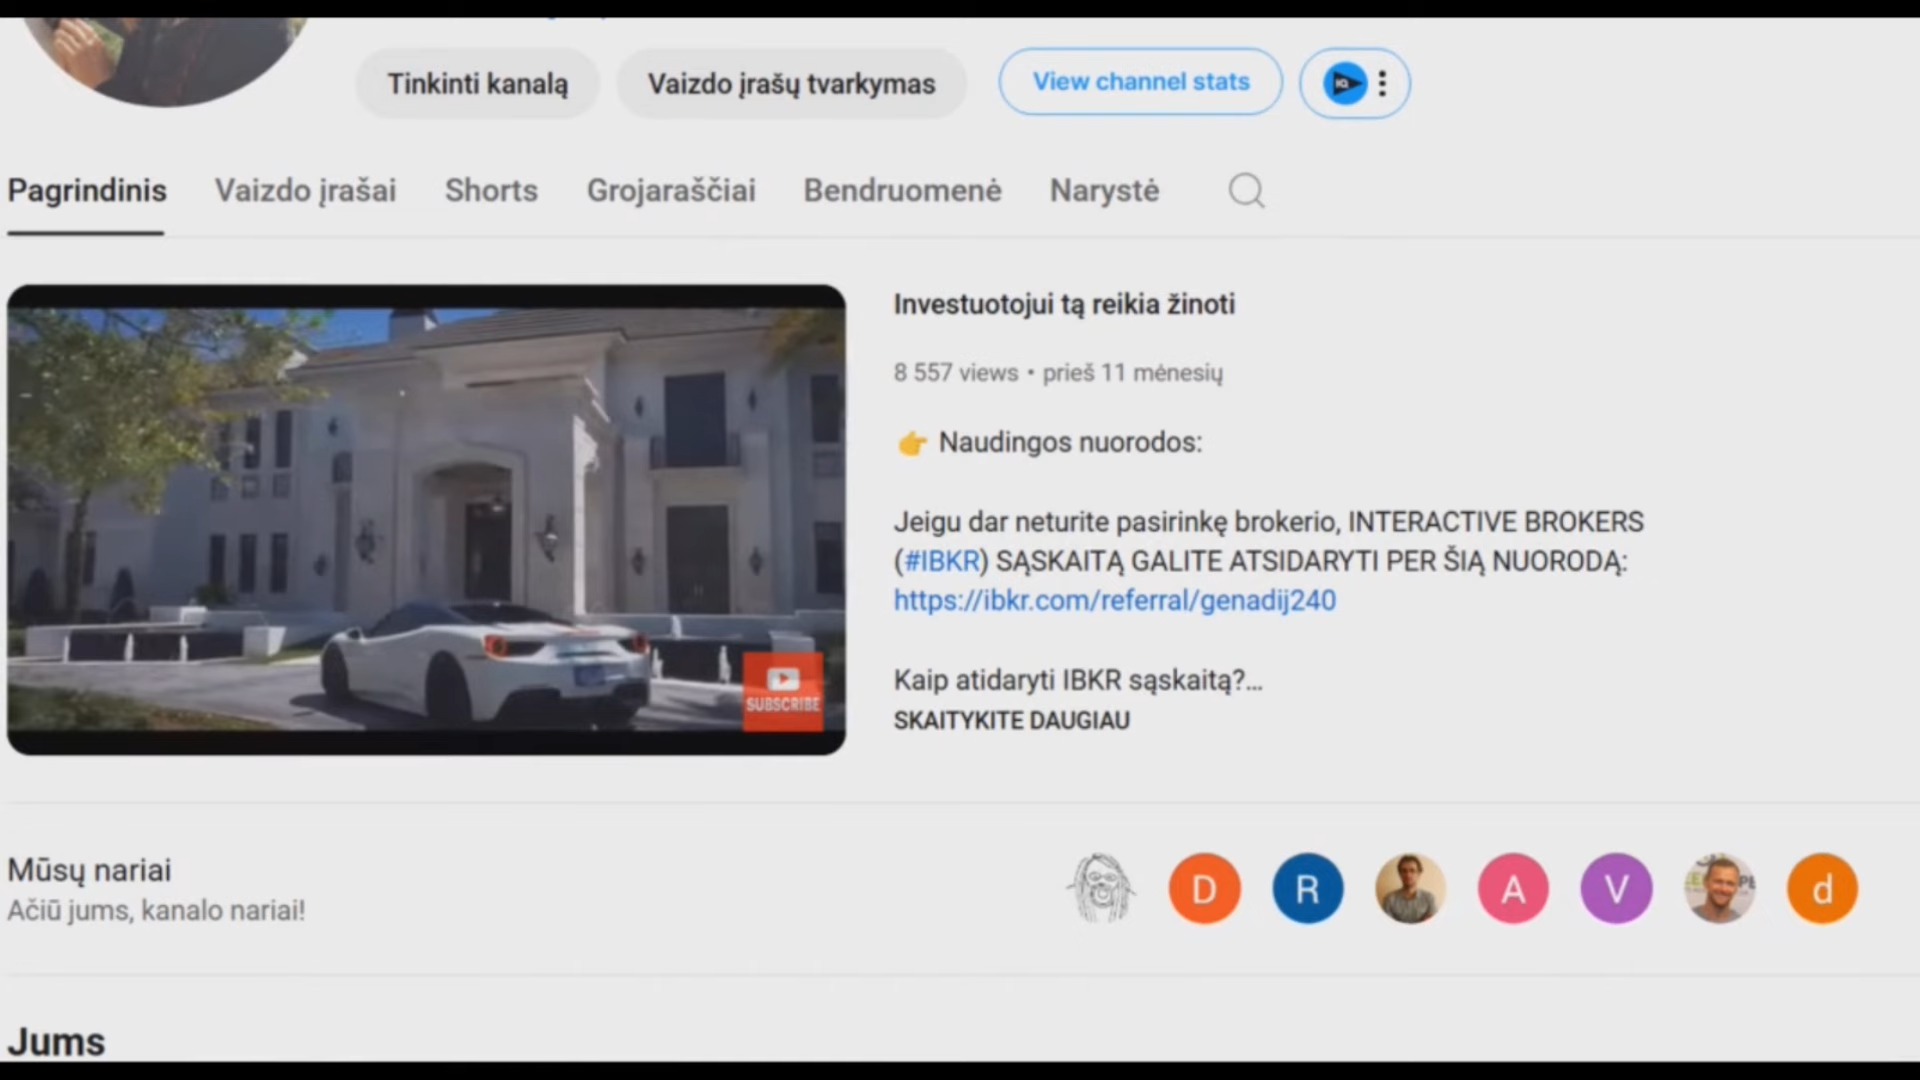 Tinkinti kanalą
Vaizdo įrašų tvarkymas
View channel stats
IQ
Pagrindinis
Vaizdo įrašai
Shorts
Grojaraščiai
Bendruomenė
Narystė
Investuotojui tą reikia žinoti
8 557 views • prieš 11 mėnesių
👉 Naudingos nuorodos:
Jeigu dar neturite pasirinkę brokerio, INTERACTIVE BROKERS
(#IBKR) SĄSKAITĄ GALITE ATSIDARYTI PER ŠIĄ NUORODĄ:
https://ibkr.com/referral/genadij240
Kaip atidaryti IBKR sąskaitą?...
SKAITYKITE DAUGIAU
SUBSCRIBE
Mūsų nariai
Ačiū jums, kanalo nariai!
D
R
A
V
d
Jums